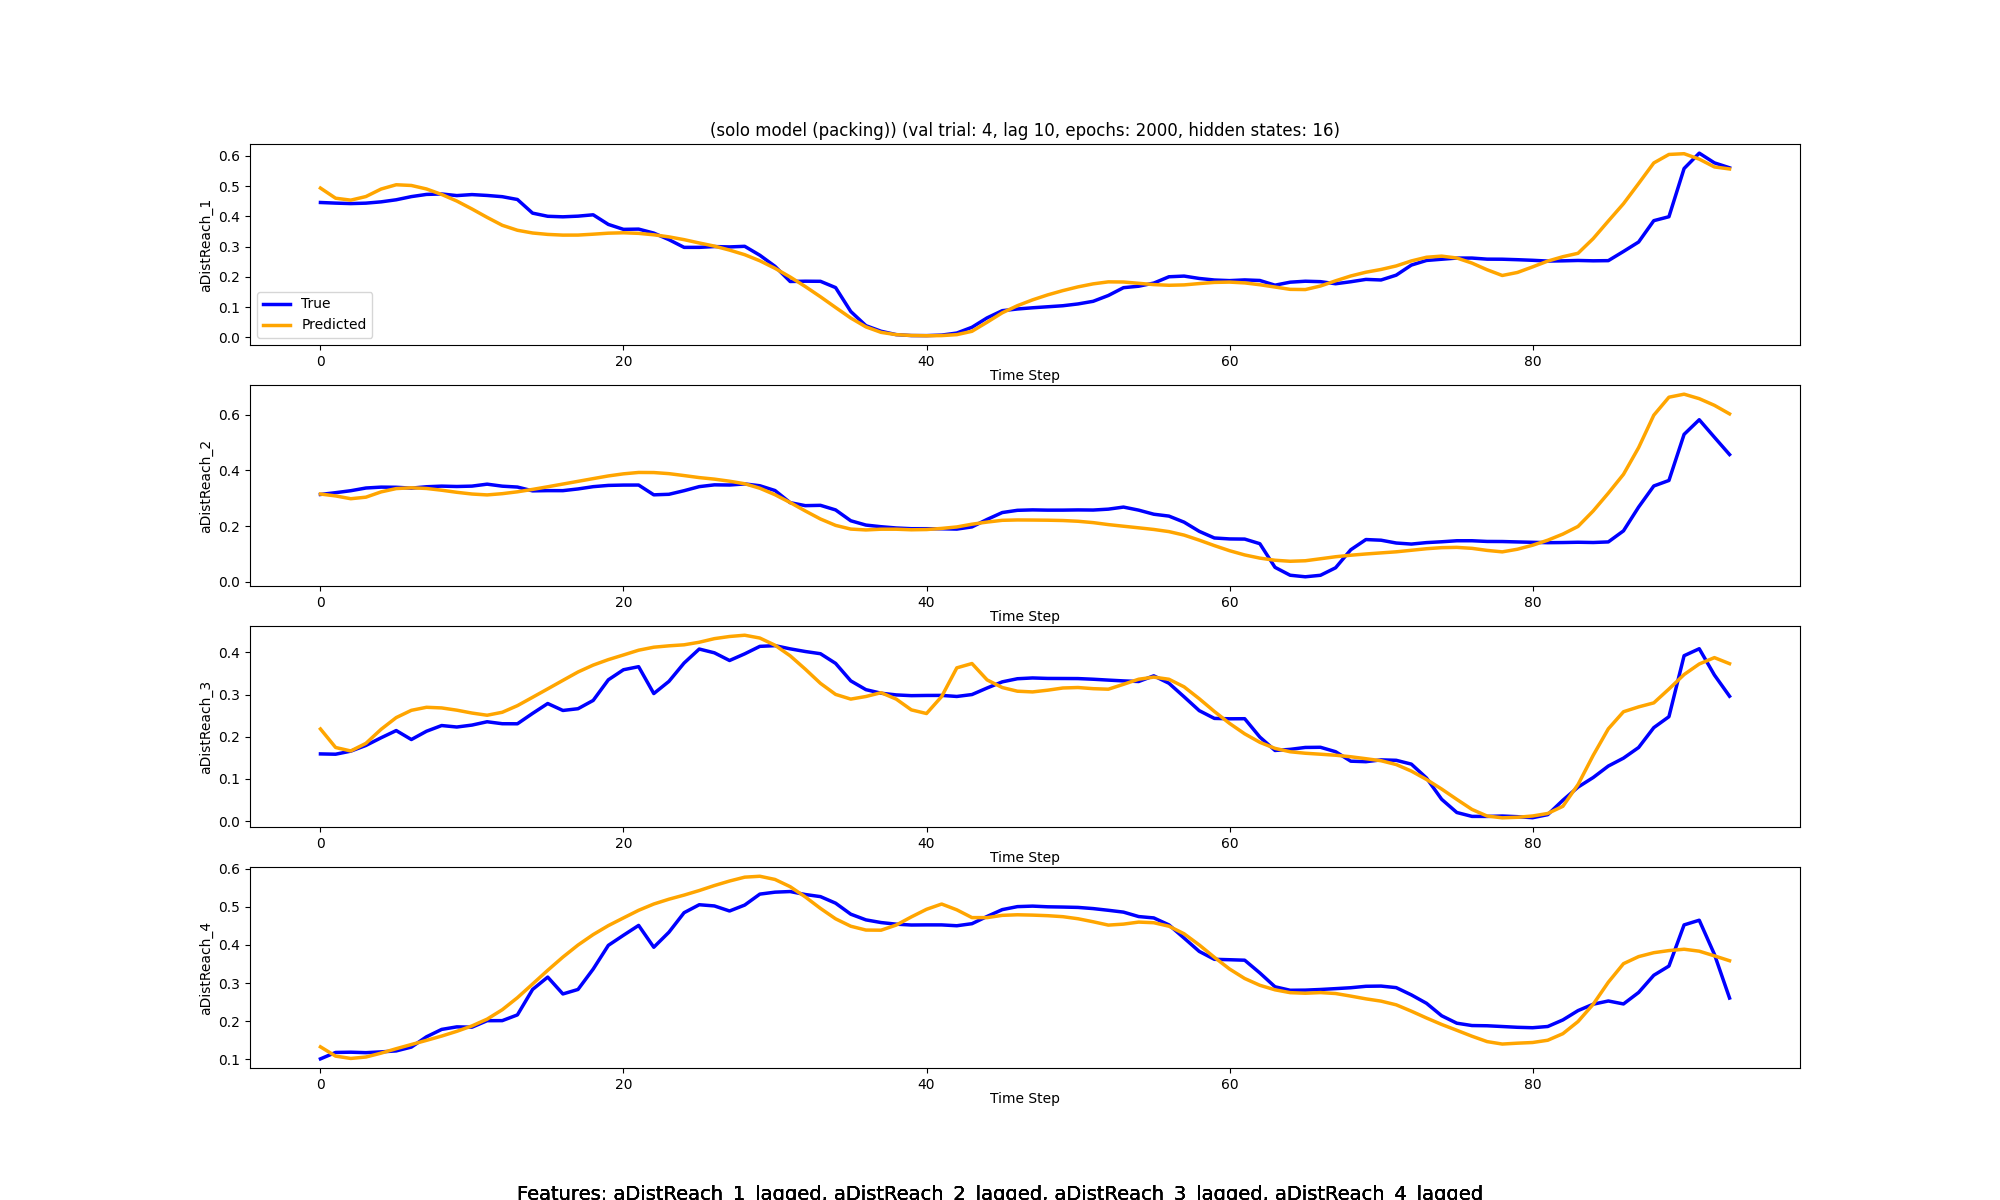 (solo model (packing)) (val trial: 4, lag 10, epochs: 2000, hidden states: 16)
0.6
0.5
0.4
0.3
0.2
0.1
0.0
aDistReach_1
True
Predicted
0 20 40 60 80
Time Step
0.6
0.4
0.2
0.0
aDistReach_2
0 20 40 60 80
Time Step
0.4
0.3
0.2
0.1
0.0
aDistReach_3
0 20 40 60 80
Time Step
0.6
0.5
0.4
0.3
0.2
0.1
aDistReach_4
0 20 40 60 80
Time Step
Features: aDistReach_1_lagged, aDistReach_2_lagged, aDistReach_3_lagged, aDistReach_4_lagged